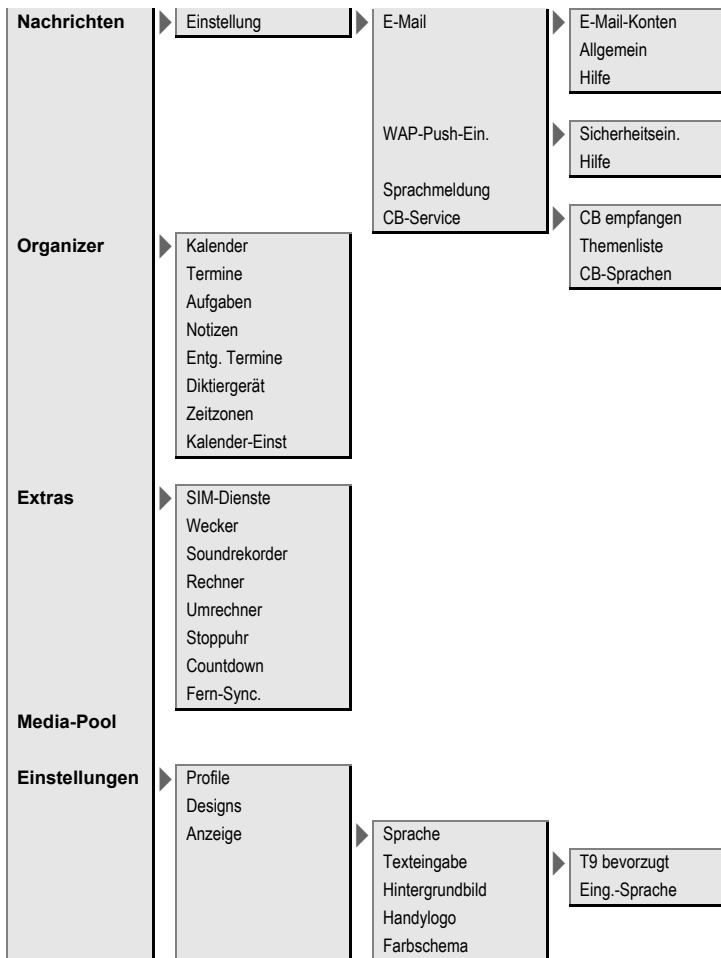 Nachrichten Einstellung E-Mail E-Mail-Konten
Allgemein
Hilfe
WAP-Push-Ein. Sicherheitsein.
Hilfe
Sprachmeldung
CB-Service CB empfangen
Organizer Kalender Themenliste
Termine CB-Sprachen
Aufgaben
Notizen
Entg. Termine
Diktiergerät
Zeitzonen
Kalender-Einst
Extras SIM-Dienste
Wecker
Soundrekorder
Rechner
Umrechner
Stoppuhr
Countdown
Fern-Sync.
Media-Pool
Einstellungen Profile
Designs
Anzeige Sprache
Texteingabe T9 bevorzugt
Hintergrundbild Eing.-Sprache
Handylogo
Farbschema